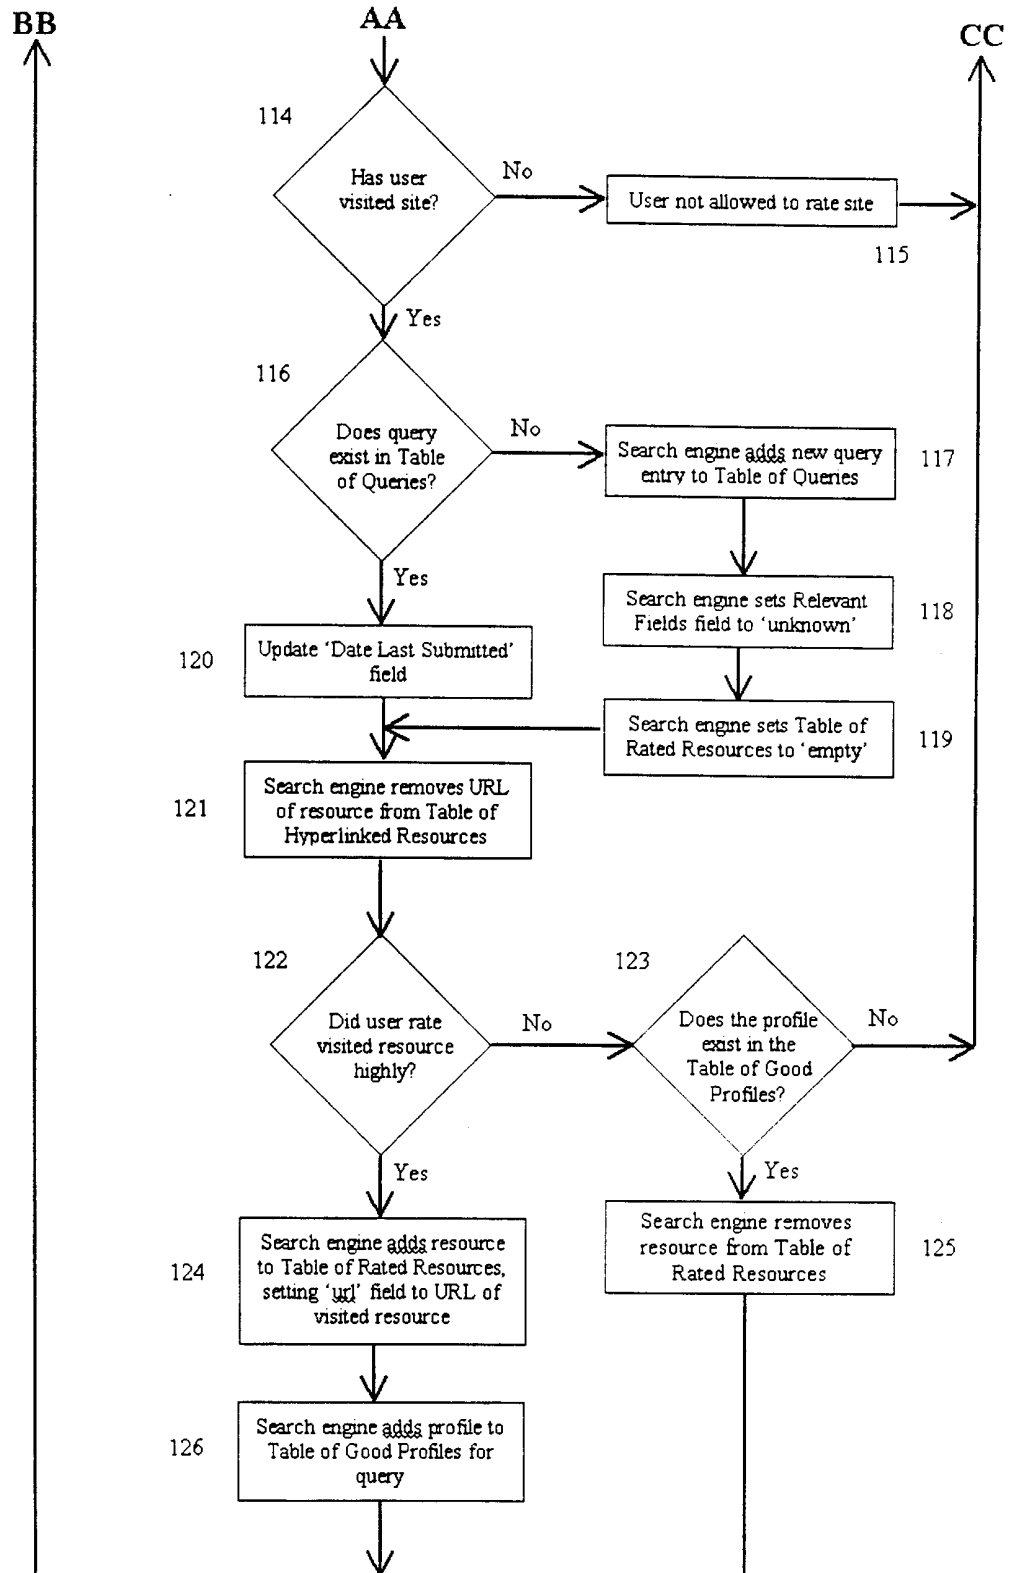 BB
AA
CC
114
Has user
visited site?
No
User not allowed to rate site
115
Yes
116
Does query
exist in Table
of Queries?
No
Search engine adds new query
entry to Table of Queries
117
Yes
Search engine sets Relevant
Fields field to ‘unknown’
118
120
Update ‘Date Last Submitted’
field
Search engine sets Table of
Rated Resources to ‘empty’
119
121
Search engine removes URL
of resource from Table of
Hyperlinked Resources
122
Did user rate
visited resource
highly?
No
123
Does the profile
exist in the
Table of Good
Profiles?
No
Yes
Yes
124
Search engine adds resource
to Table of Rated Resources,
setting ‘url’ field to URL of
visited resource
Search engine removes
resource from Table of
Rated Resources
125
126
Search engine adds profile to
Table of Good Profiles for
query